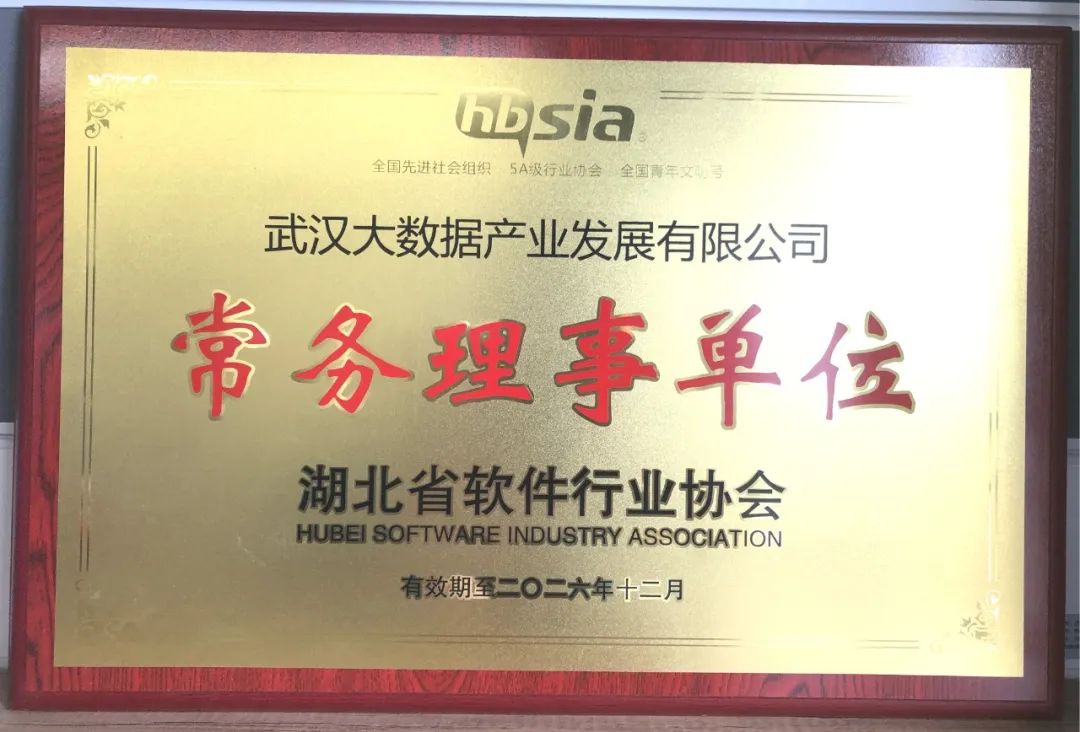 hbsia
全国先进社会组织 5A级行业协会 全国青年文明号
武汉大数据产业发展有限公司
常务理事单位
湖北省软件行业协会
HUBEI SOFTWARE INDUSTRY ASSOCIATION
有效期至二〇二六年十二月